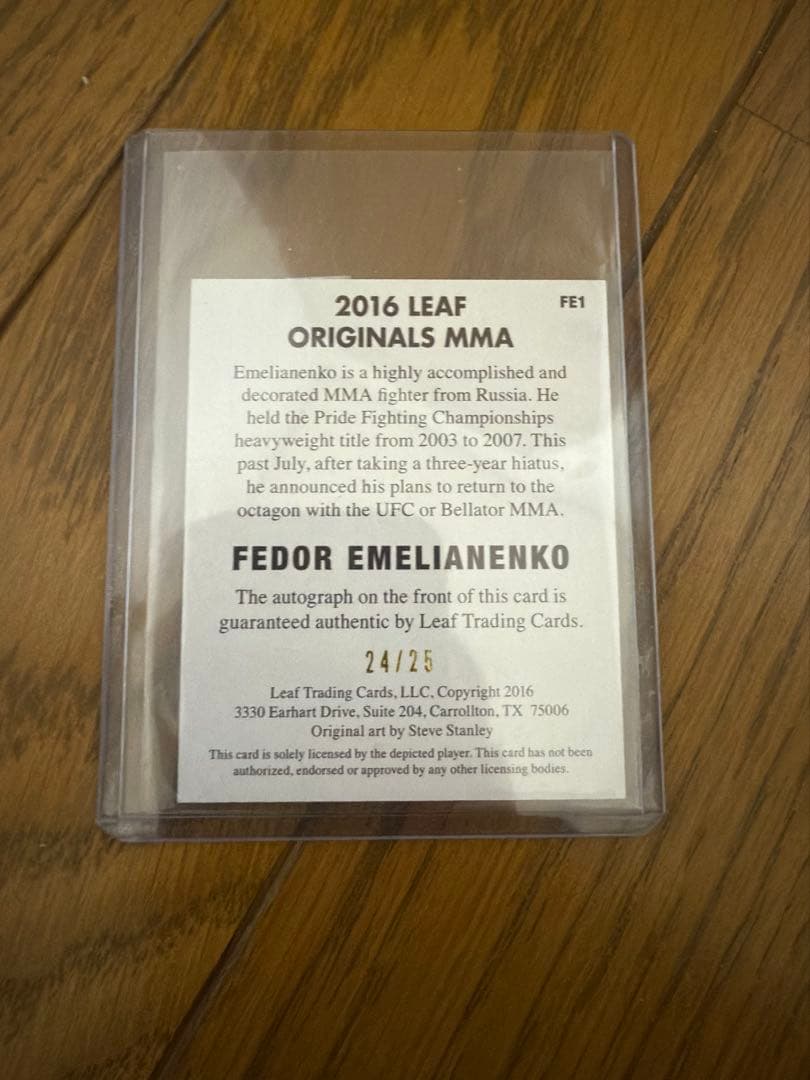 2016 LEAF FE1
ORIGINALS MMA
Emelianenko is a highly accomplished and
decorated MMA fighter from Russia. He
held the Pride Fighting Championships
heavyweight title from 2003 to 2007. This
past July, after taking a three-year hiatus,
he announced his plans to return to the
octagon with the UFC or Bellator MMA.
FEDOR EMELIANENKO
The autograph on the front of this card is
guaranteed authentic by Leaf Trading Cards.
24/25
Leaf Trading Cards, LLC, Copyright 2016
3330 Earhart Drive, Suite 204, Carrollton, TX 75006
Original art by Steve Stanley
This card is solely licensed by the depicted player. This card has not been
authorized, endorsed or approved by any other licensing bodies.